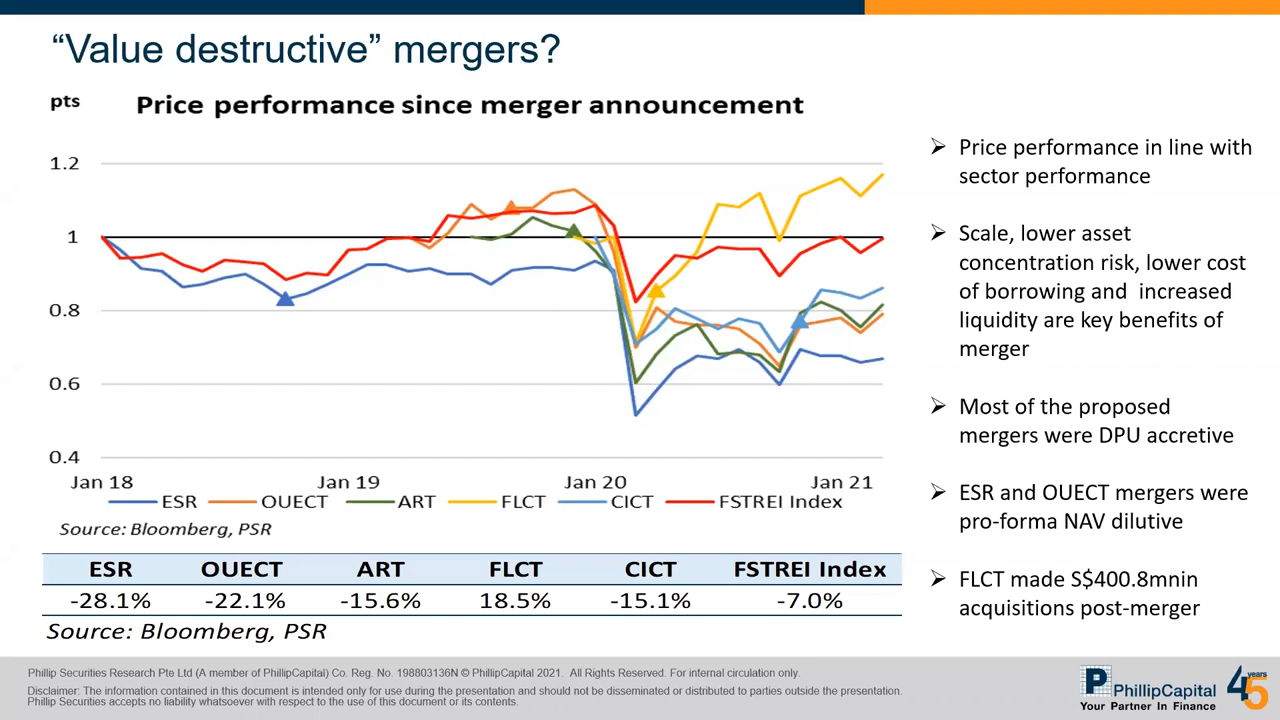 “Value destructive” mergers?
pts
Price performance since merger announcement
1.2
1
0.8
0.6
0.4
Jan 18
Jan 19
Jan 20
Jan 21
ESR
OUECT
ART
FLCT
CICT
FSTREI Index
Source: Bloomberg, PSR
ESR OUECT ART FLCT CICT FSTREI Index
-28.1% -22.1% -15.6% 18.5% -15.1% -7.0%
Source: Bloomberg, PSR
Price performance in line with
sector performance
Scale, lower asset
concentration risk, lower cost
of borrowing and increased
liquidity are key benefits of
merger
Most of the proposed
mergers were DPU accretive
ESR and OUECT mergers were
pro-forma NAV dilutive
FLCT made S$400.8mnin
acquisitions post-merger
Phillip Securities Research Pte Ltd (A member of PhillipCapital) Co. Reg. No. 198803136N © PhillipCapital 2021. All Rights Reserved. For internal circulation only.
Disclaimer: The information contained in this document is intended only for use during the presentation and should not be disseminated or distributed to parties outside the presentation.
Phillip Securities accepts no liability whatsoever with respect to the use of this document or its contents.
PhillipCapital
Your Partner In Finance
45 years